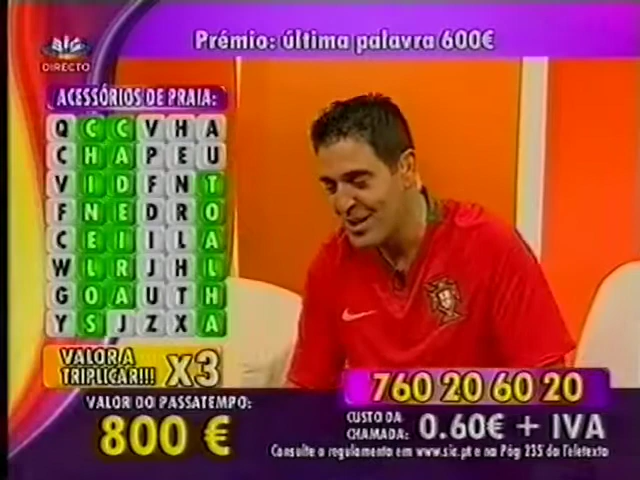 Prémio: última palavra 600€
SIC
DIRECTO
ACESSÓRIOS DE PRAIA:
Q C C V H A
C H A P E U
V I D F N T
F N E D R O
C E I I L A
W L R J H L
G O A U T H
Y S J Z X A
VALOR A
TRIPLICAR!!! X3
VALOR DO PASSATEMPO:
800 €
760 20 60 20
CUSTO DA
CHAMADA: 0.60€ + IVA
Consulte o regulamento em www.sic.pt e na Pág 235 do Teletexto